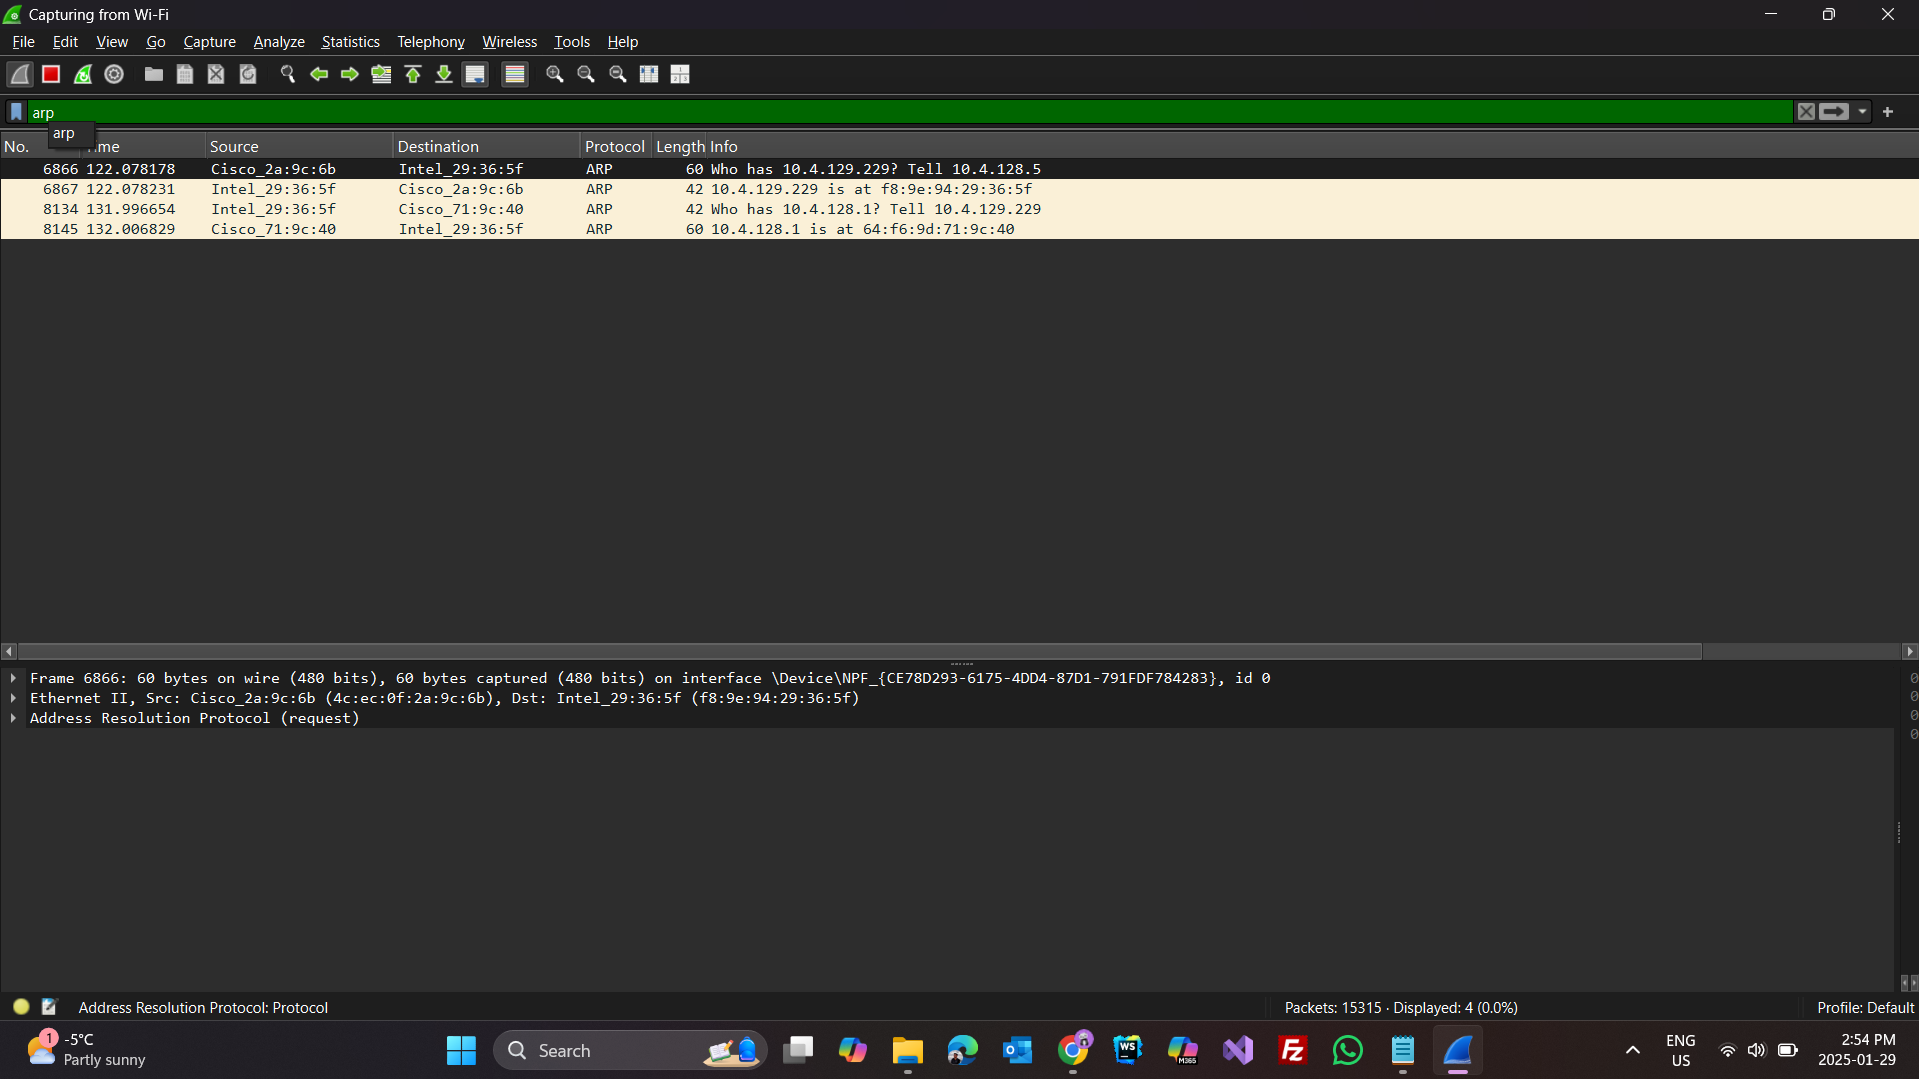 Capturing from Wi-Fi
File Edit View Go Capture Analyze Statistics Telephony Wireless Tools Help
arp
arp
No. Time Source Destination Protocol Length Info
6866 122.078178 Cisco_2a:9c:6b Intel_29:36:5f ARP 60 Who has 10.4.129.229? Tell 10.4.128.5
6867 122.078231 Intel_29:36:5f Cisco_2a:9c:6b ARP 42 10.4.129.229 is at f8:9e:94:29:36:5f
8134 131.996654 Intel_29:36:5f Cisco_71:9c:40 ARP 42 Who has 10.4.128.1? Tell 10.4.129.229
8145 132.006829 Cisco_71:9c:40 Intel_29:36:5f ARP 60 10.4.128.1 is at 64:f6:9d:71:9c:40
Frame 6866: 60 bytes on wire (480 bits), 60 bytes captured (480 bits) on interface \Device\NPF_{CE78D293-6175-4DD4-87D1-791FDF784283}, id 0
Ethernet II, Src: Cisco_2a:9c:6b (4c:ec:0f:2a:9c:6b), Dst: Intel_29:36:5f (f8:9e:94:29:36:5f)
Address Resolution Protocol (request)
0
0
0
0
Address Resolution Protocol: Protocol
Packets: 15315 · Displayed: 4 (0.0%)
Profile: Default
1
-5°C
Partly sunny
Search
WS
M365
Fz
ENG
US
2:54 PM
2025-01-29